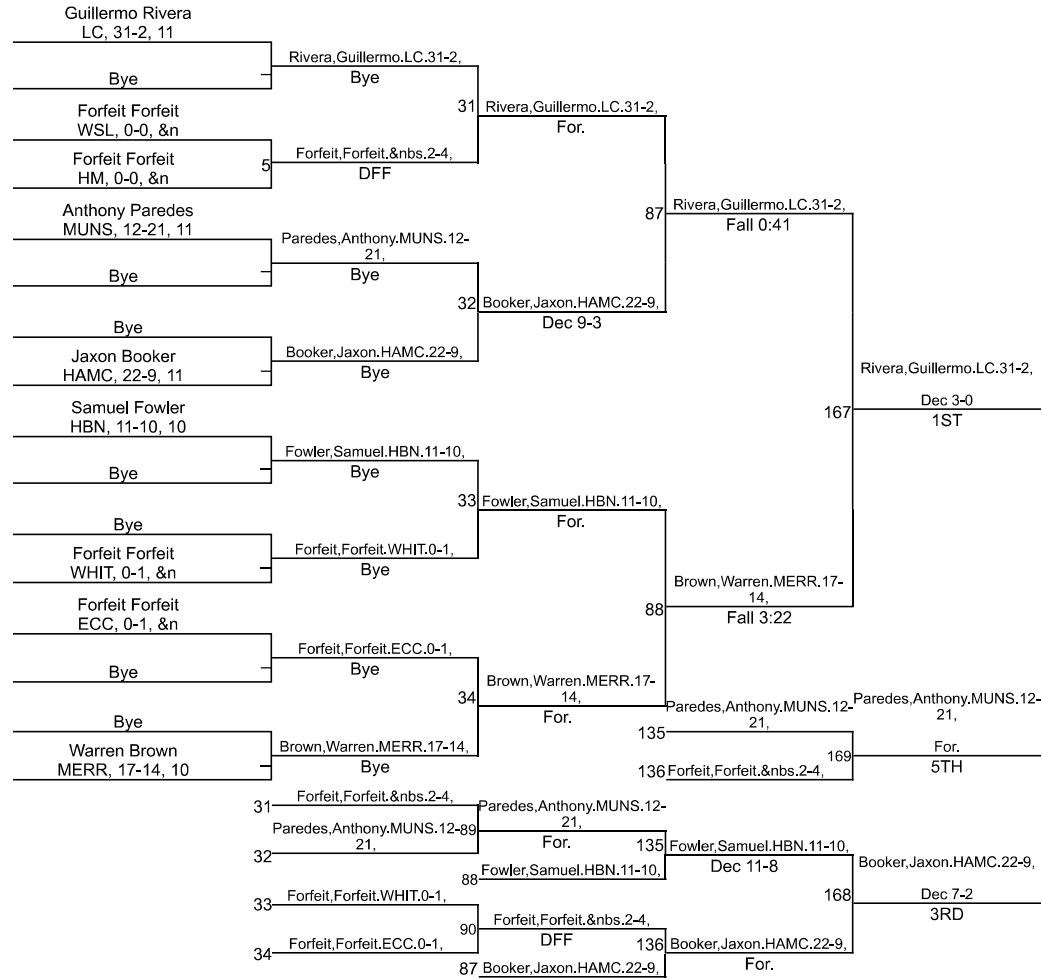 Guillermo Rivera
LC, 31-2, 11
Bye
Forfeit Forfeit
WSL, 0-0, &n
Forfeit Forfeit
HM, 0-0, &n
Anthony Paredes
MUNS, 12-21, 11
Bye
Bye
Jaxon Booker
HAMC, 22-9, 11
Samuel Fowler
HBN, 11-10, 10
Bye
Bye
Forfeit Forfeit
WHIT, 0-1, &n
Forfeit Forfeit
ECC, 0-1, &n
Bye
Bye
Warren Brown
MERR, 17-14, 10
Rivera,Guillermo.LC.31-2,
Bye
5
Forfeit,Forfeit.&nbs.2-4,
DFF
Paredes,Anthony.MUNS.12-
21,
Bye
Booker,Jaxon.HAMC.22-9,
Bye
Fowler,Samuel.HBN.11-10,
Bye
Forfeit,Forfeit.WHIT.0-1,
Bye
Forfeit,Forfeit.ECC.0-1,
Bye
Brown,Warren.MERR.17-14,
Bye
31
Rivera,Guillermo.LC.31-2,
For.
32
Booker,Jaxon.HAMC.22-9,
Dec 9-3
33
Fowler,Samuel.HBN.11-10,
For.
34
Brown,Warren.MERR.17-
14,
For.
87
Rivera,Guillermo.LC.31-2,
Fall 0:41
88
Brown,Warren.MERR.17-
14,
Fall 3:22
167
Rivera,Guillermo.LC.31-2,
Dec 3-0
1ST
135
Paredes,Anthony.MUNS.12-
21,
136
Forfeit,Forfeit.&nbs.2-4,
169
Paredes,Anthony.MUNS.12-
21,
For.
5TH
31
Forfeit,Forfeit.&nbs.2-4,
32
Paredes,Anthony.MUNS.12-
21,
33
Forfeit,Forfeit.WHIT.0-1,
34
Forfeit,Forfeit.ECC.0-1,
89
Paredes,Anthony.MUNS.12-
21,
For.
88
Fowler,Samuel.HBN.11-10,
90
Forfeit,Forfeit.&nbs.2-4,
DFF
87
Booker,Jaxon.HAMC.22-9,
135
Fowler,Samuel.HBN.11-10,
Dec 11-8
136
Booker,Jaxon.HAMC.22-9,
For.
168
Booker,Jaxon.HAMC.22-9,
Dec 7-2
3RD